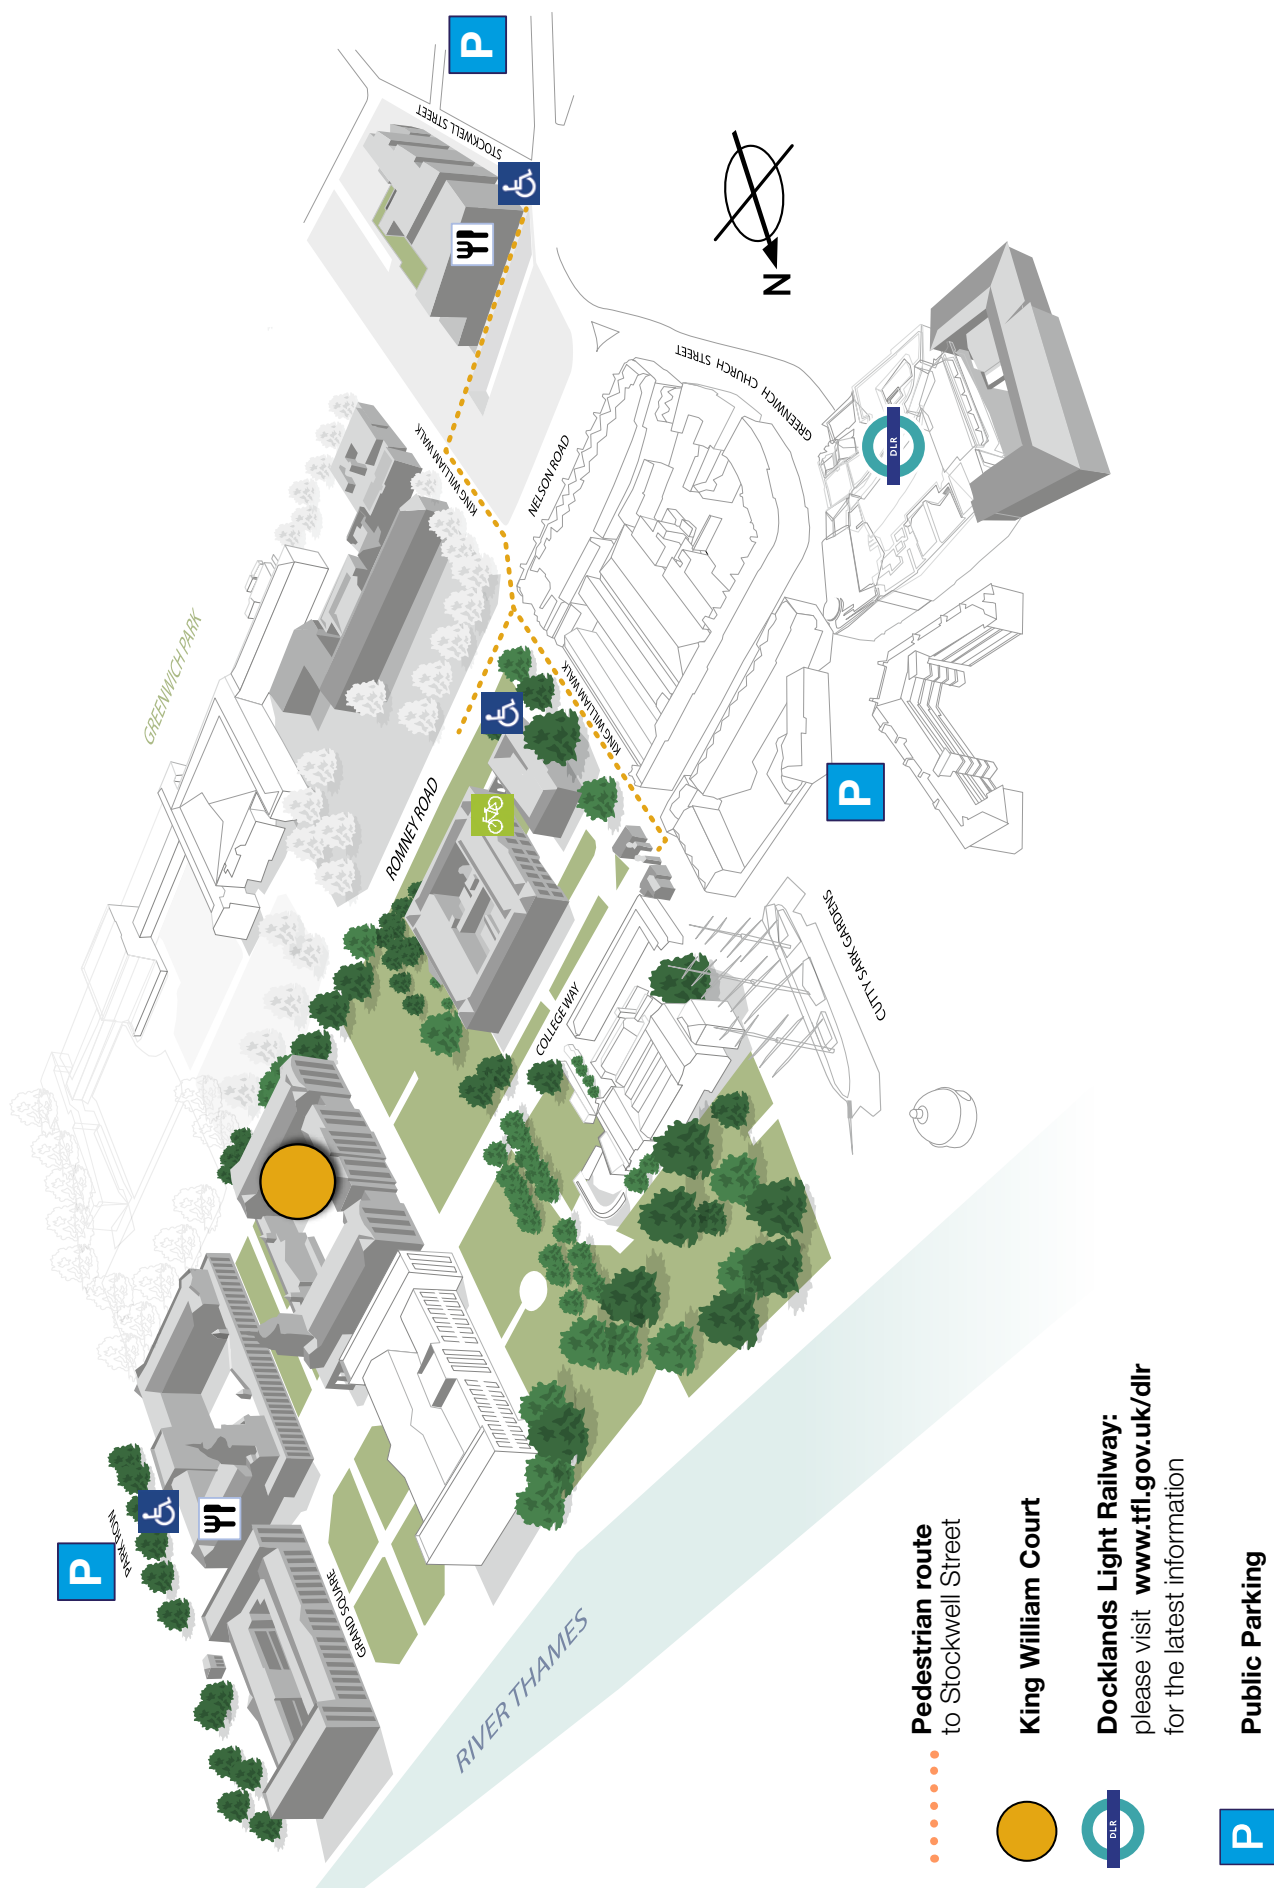 P
STOCKWELL STREET
N
GREENWICH CHURCH STREET
DLR
NELSON ROAD
KING WILLIAM WALK
GREENWICH PARK
KING WILLIAM WALK
ROMNEY ROAD
P
CUTTY SARK GARDENS
COLLEGE WAY
PARK ROW
P
GRAND SQUARE
RIVER THAMES
Pedestrian route
to Stockwell Street
King William Court
DLR
Docklands Light Railway:
please visit www.tfl.gov.uk/dlr
for the latest information
P
Public Parking